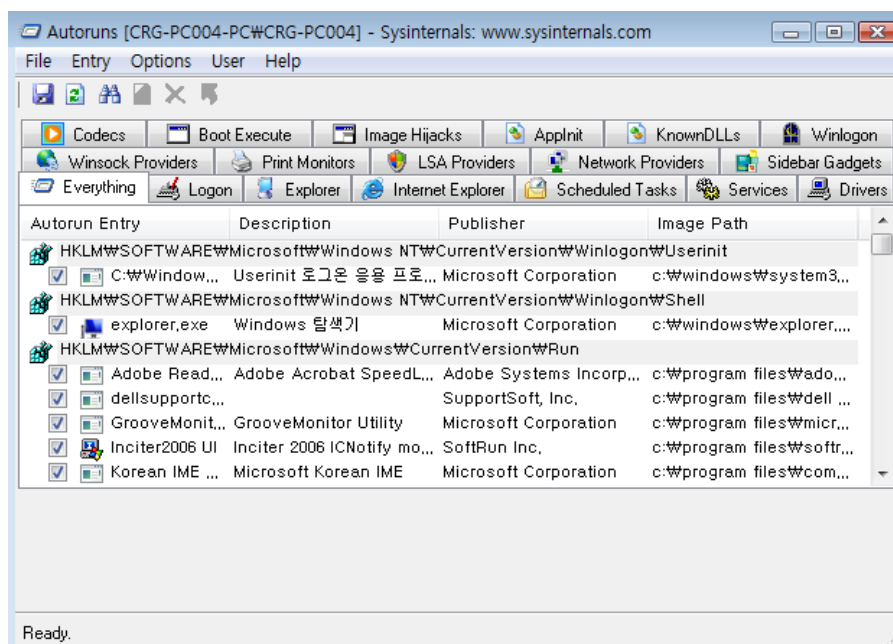 Autoruns [CRG-PC004-PC₩CRG-PC004] - Sysinternals: www.sysinternals.com
File Entry Options User Help
Codecs Boot Execute Image Hijacks AppInit KnownDLLs Winlogon
Winsock Providers Print Monitors LSA Providers Network Providers Sidebar Gadgets
Everything Logon Explorer Internet Explorer Scheduled Tasks Services Drivers
Autorun Entry Description Publisher Image Path
HKLM₩SOFTWARE₩Microsoft₩Windows NT₩CurrentVersion₩Winlogon₩Userinit
C:₩Window... Userinit 로그온 응용 프로... Microsoft Corporation c:₩windows₩system3...
HKLM₩SOFTWARE₩Microsoft₩Windows NT₩CurrentVersion₩Winlogon₩Shell
explorer.exe Windows 탐색기 Microsoft Corporation c:₩windows₩explorer....
HKLM₩SOFTWARE₩Microsoft₩Windows₩CurrentVersion₩Run
Adobe Read... Adobe Acrobat SpeedL... Adobe Systems Incorp... c:₩program files₩ado...
dellsupportc... SupportSoft, Inc. c:₩program files₩dell ...
GrooveMonit... GrooveMonitor Utility Microsoft Corporation c:₩program files₩micr...
Inciter2006 UI Inciter 2006 ICNotify mo... SoftRun Inc. c:₩program files₩softr...
Korean IME ... Microsoft Korean IME Microsoft Corporation c:₩program files₩com...
Ready.